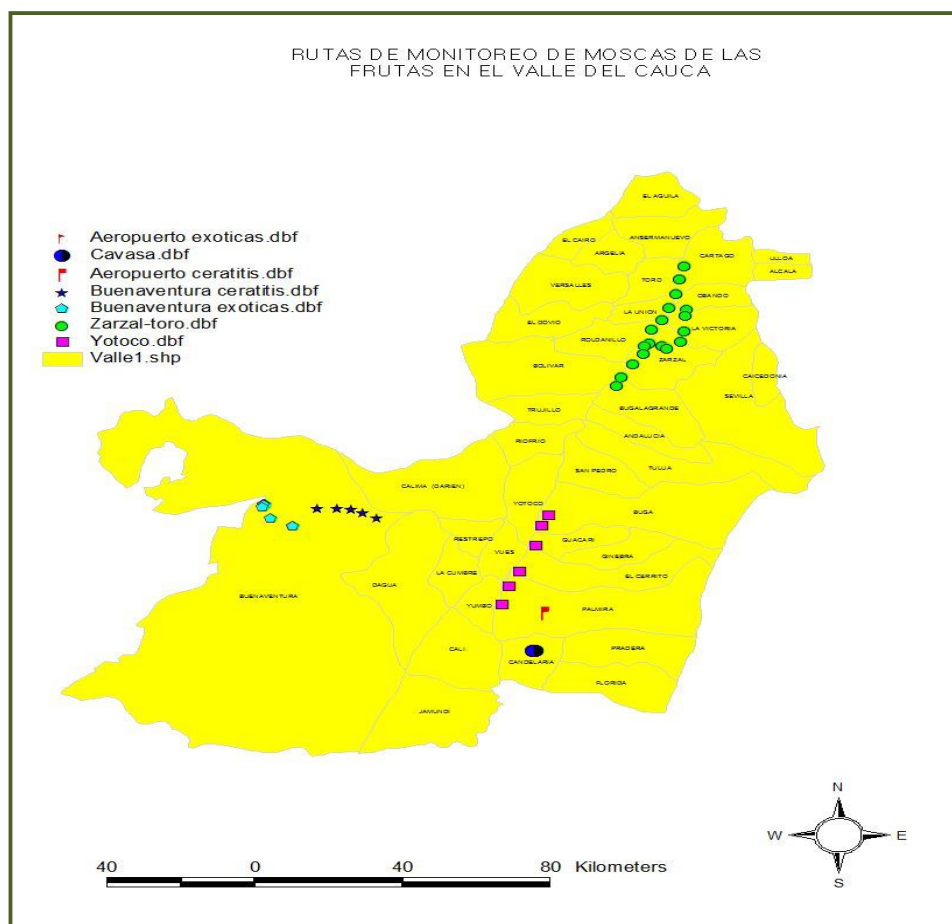 RUTAS DE MONITOREO DE MOSCAS DE LAS
FRUTAS EN EL VALLE DEL CAUCA
Aeropuerto exoticas.dbf
Cavasa.dbf
Aeropuerto ceratitis.dbf
Buenaventura ceratitis.dbf
Buenaventura exoticas.dbf
Zarzal-toro.dbf
Yotoco.dbf
Valle1.shp
EL AGUILA
ANSERMANUEVO
EL CAIRO
ARGELIA
CARTAGO
ULLOA
ALCALA
TORO
VERSALLES
OBANDO
LA UNION
EL DOVIO
LA VICTORIA
ROLDANILLO
ZARZAL
BOLIVAR
CAICEDONIA
SEVILLA
TRUJILLO
BUGALAGRANDE
ANDALUCIA
RIOFRIO
SAN PEDRO
TULUA
CALIMA (DARIEN)
YOTOCO
BUGA
RESTREPO
GUACARI
VIJES
GINEBRA
LA CUMBRE
EL CERRITO
DAGUA
BUENAVENTURA
YUMBO
PALMIRA
CALI
PRADERA
CANDELARIA
FLORIDA
JAMUNDI
N
W E
S
40 0 40 80 Kilometers